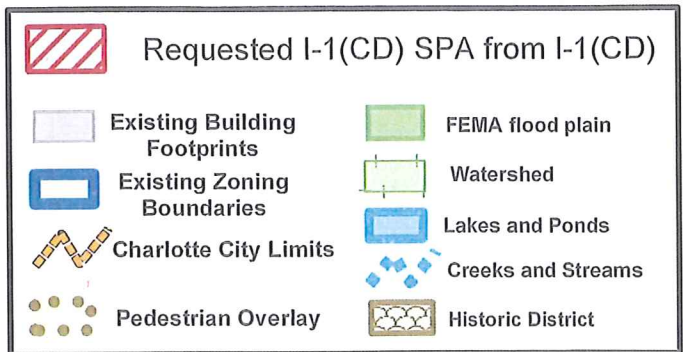 Requested I-1(CD) SPA from I-1(CD)
Existing Building
Footprints
Existing Zoning
Boundaries
Charlotte City Limits
Pedestrian Overlay
FEMA flood plain
Watershed
Lakes and Ponds
Creeks and Streams
Historic District